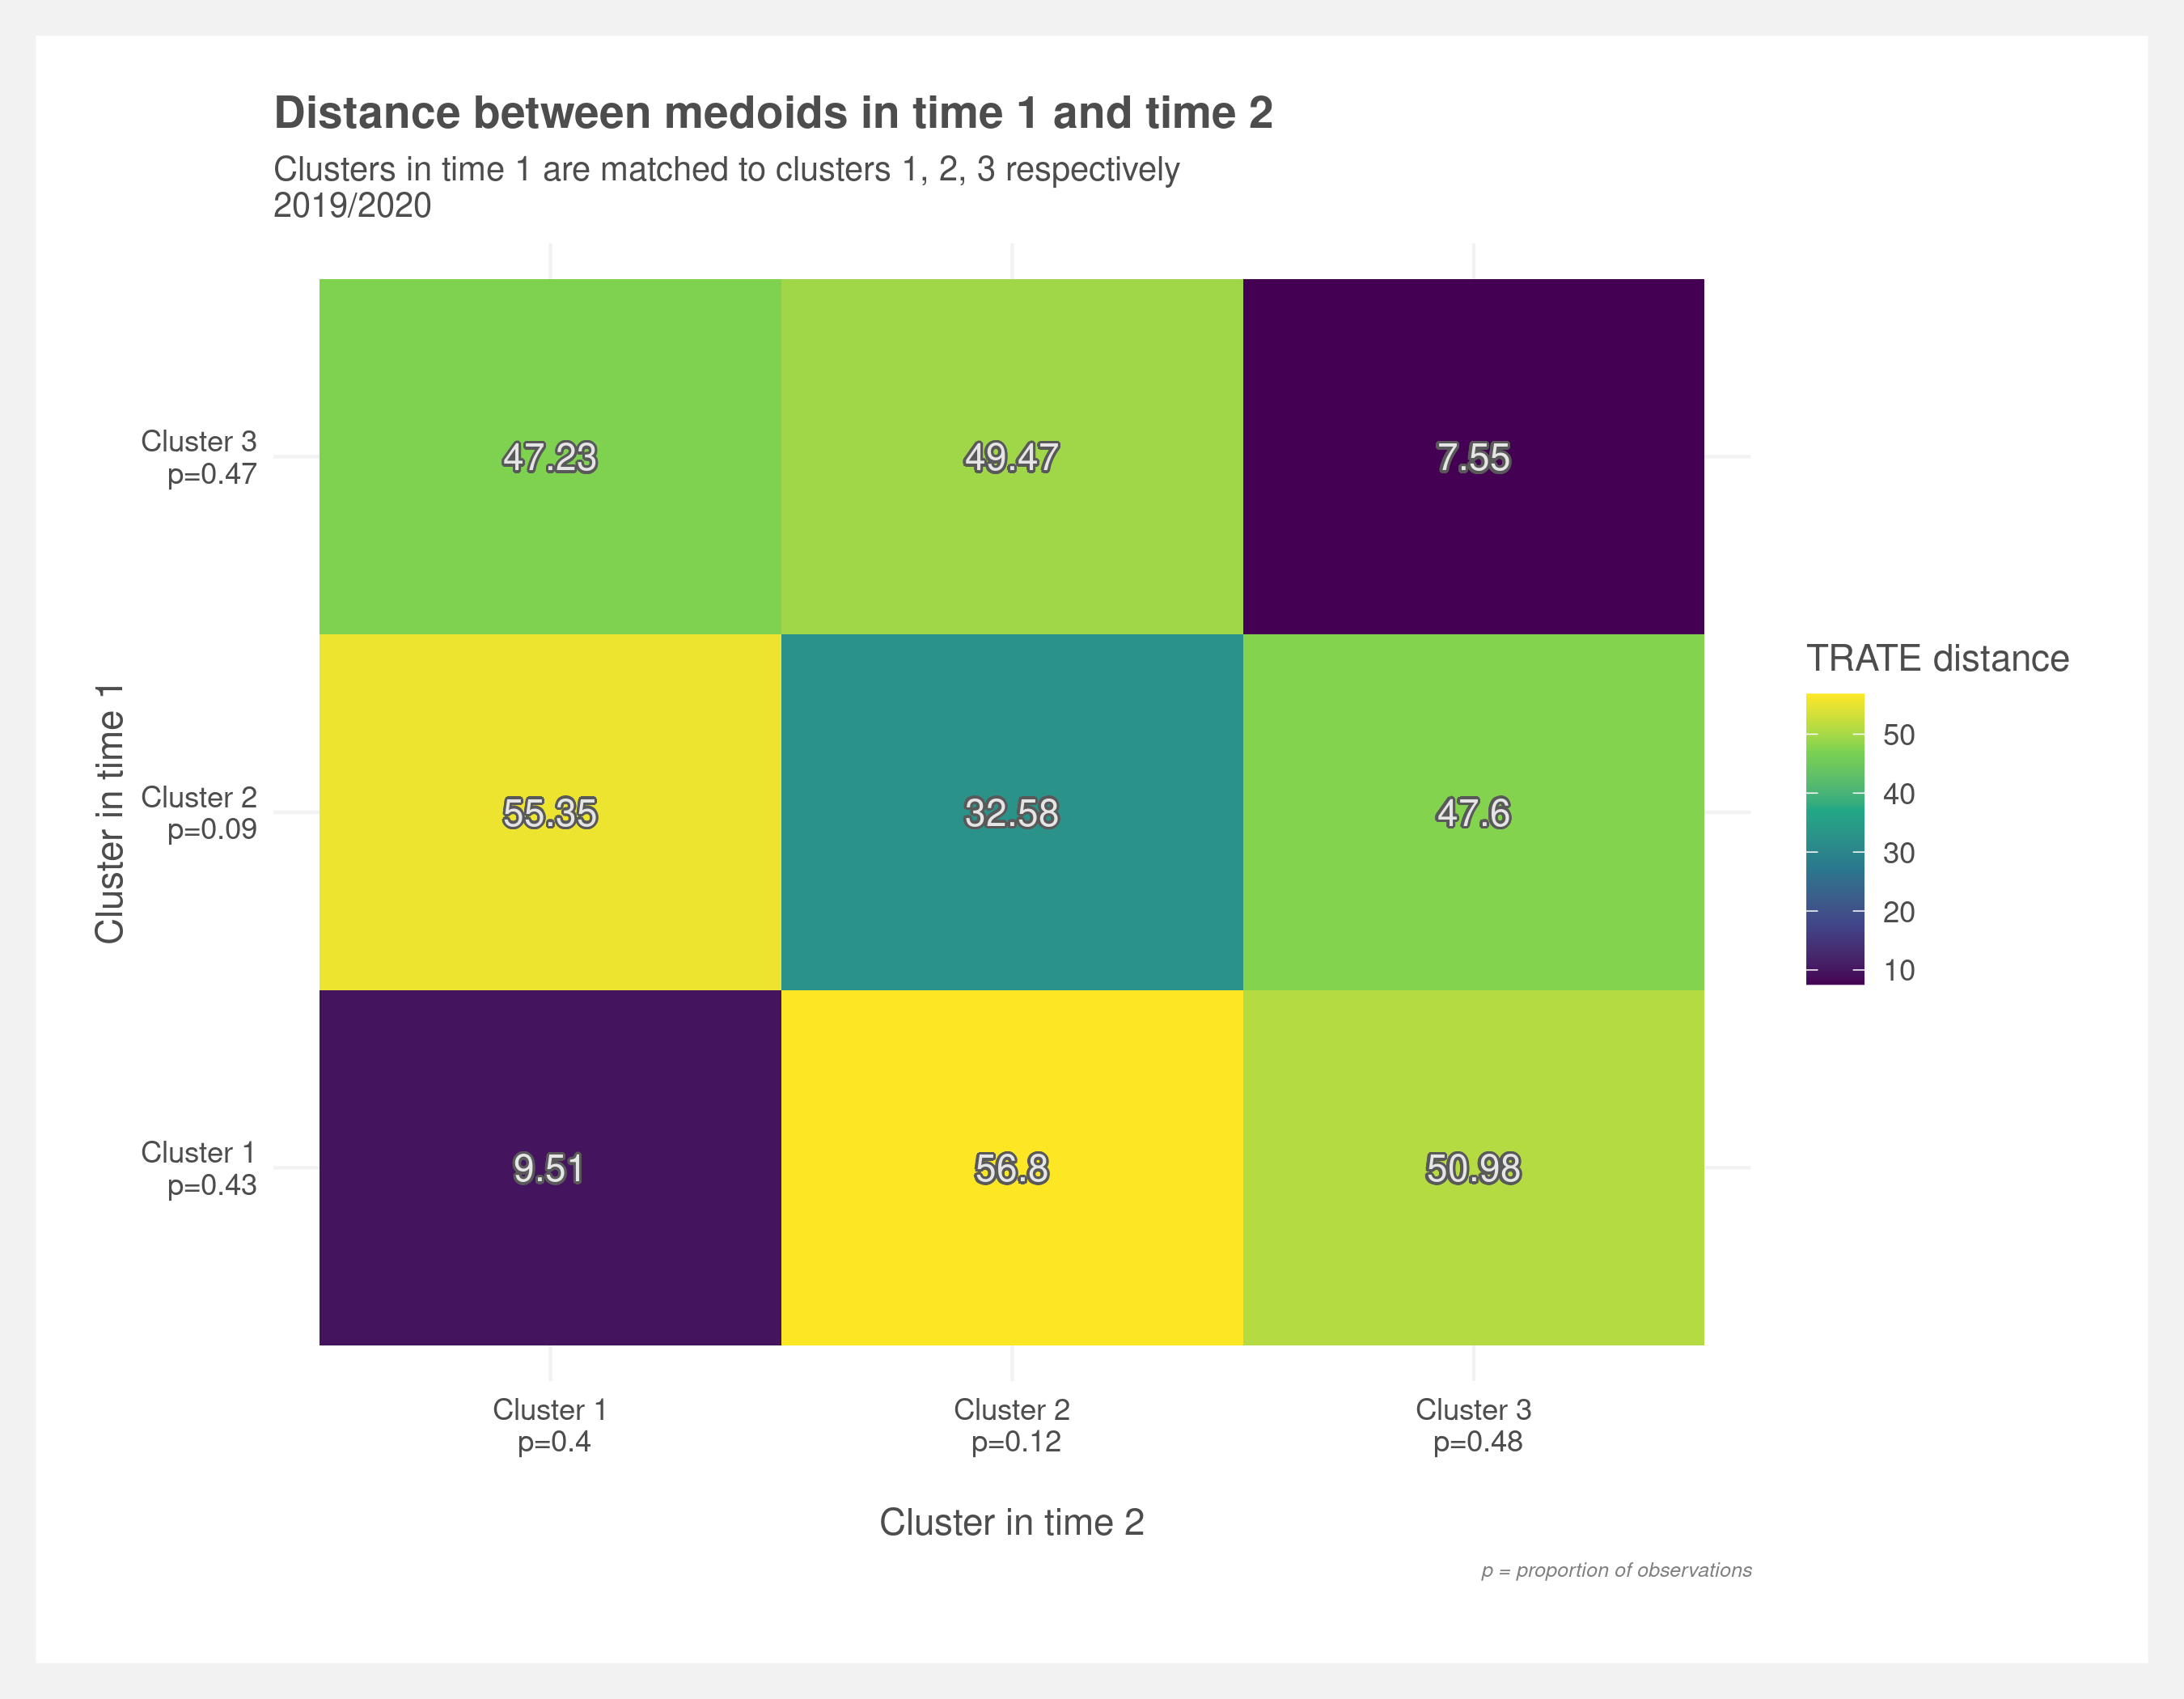 Distance between medoids in time 1 and time 2
Clusters in time 1 are matched to clusters 1, 2, 3 respectively
2019/2020
Cluster in time 1
Cluster 3
p=0.47
47.23
49.47
7.55
Cluster 2
p=0.09
55.35
32.58
47.6
Cluster 1
p=0.43
9.51
56.8
50.98
TRATE distance
50
40
30
20
10
Cluster 1
p=0.4
Cluster 2
p=0.12
Cluster 3
p=0.48
Cluster in time 2
p = proportion of observations